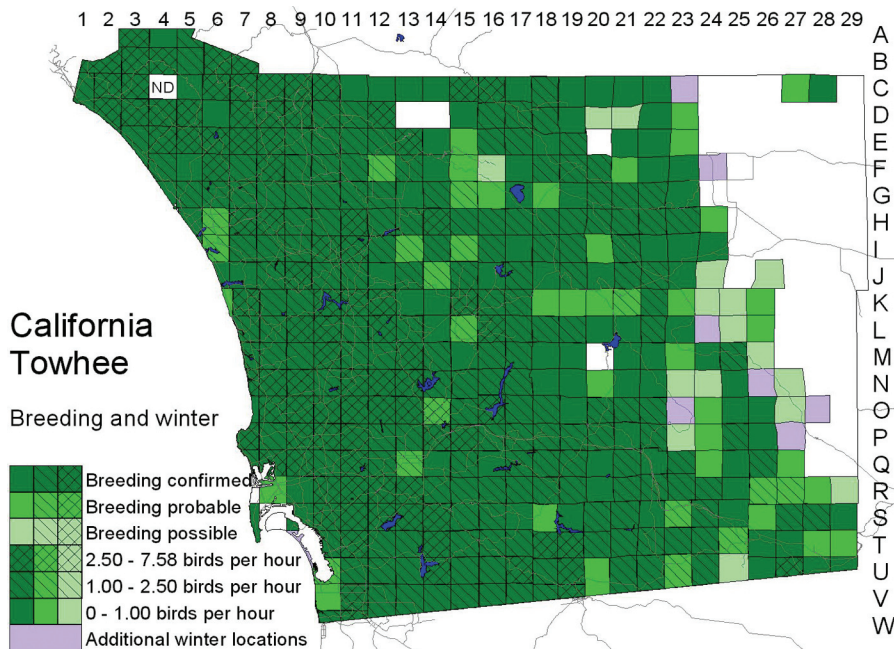 1 2 3 4 5 6 7 8 9 10 11 12 13 14 15 16 17 18 19 20 21 22 23 24 25 26 27 28 29
A
B
C
D
E
F
G
H
I
J
K
L
M
N
O
P
Q
R
S
T
U
V
W
ND
California
Towhee
Breeding and winter
Breeding confirmed
Breeding probable
Breeding possible
2.50 - 7.58 birds per hour
1.00 - 2.50 birds per hour
0 - 1.00 birds per hour
Additional winter locations